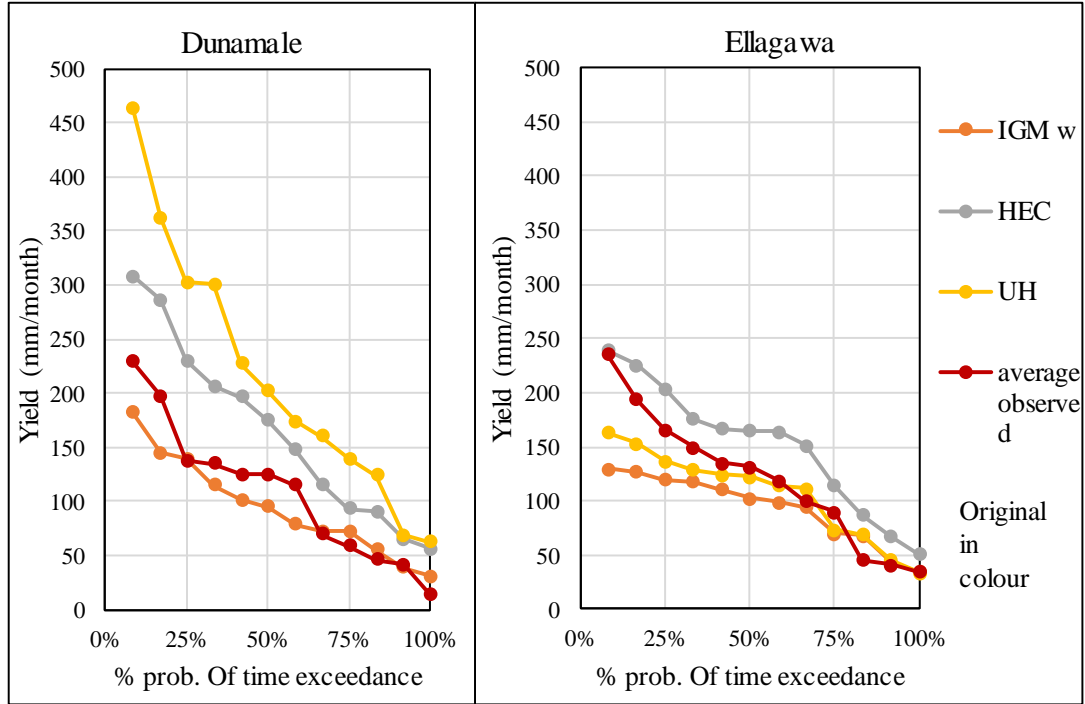 Dunamale
500
450
400
350
300
250
200
150
100
50
0
Yield (mm/month)
0% 25% 50% 75% 100%
% prob. Of time exceedance
Ellagawa
500
450
400
350
300
250
200
150
100
50
0
Yield (mm/month)
0% 25% 50% 75% 100%
% prob. Of time exceedance
IGM w
HEC
UH
average
observe
d
Original
in
colour